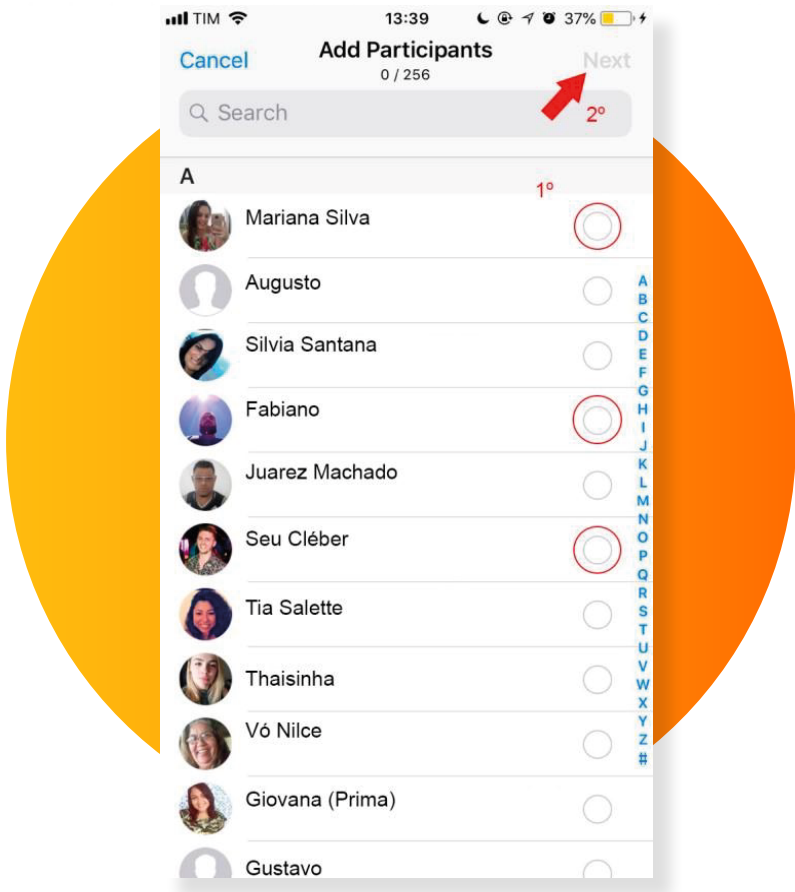 TIM 13:39 37%
Cancel Add Participants Next
0 / 256
Search 2º
A
1º
Mariana Silva
Augusto
Silvia Santana
Fabiano
Juarez Machado
Seu Cléber
Tia Salette
Thaisinha
Vó Nilce
Giovana (Prima)
Gustavo
A
B
C
D
E
F
G
H
I
J
K
L
M
N
O
P
Q
R
S
T
U
V
W
X
Y
Z
#